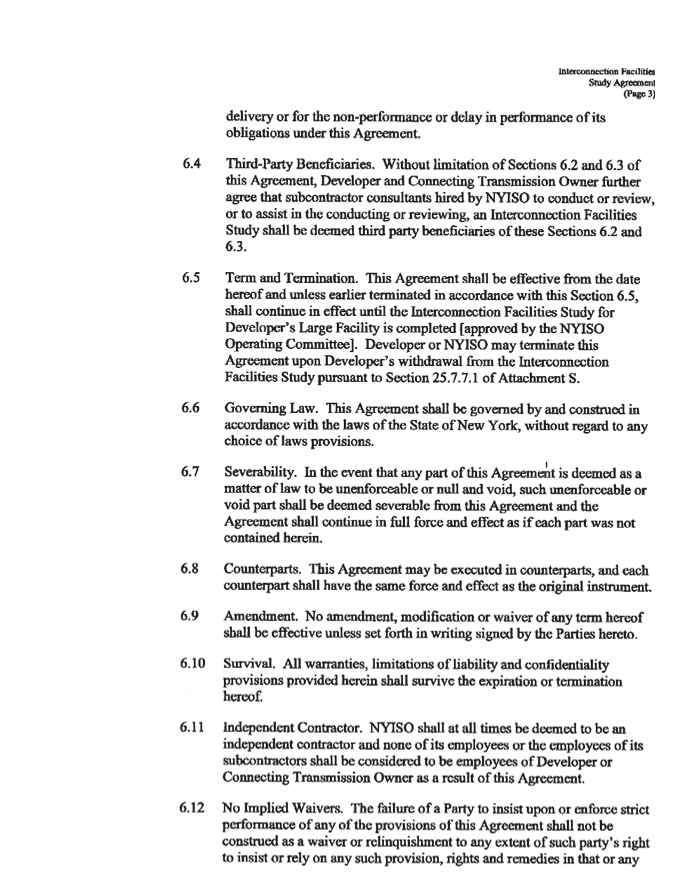 Interconnection Facilities
Study Agreement
(Page 3)
delivery or for the non-performance or delay in performance of its
obligations under this Agreement.
6.4 Third-Party Beneficiaries. Without limitation of Sections 6.2 and 6.3 of
this Agreement, Developer and Connecting Transmission Owner further
agree that subcontractor consultants hired by NYISO to conduct or review,
or to assist in the conducting or reviewing, an Interconnection Facilities
Study shall be deemed third party beneficiaries of these Sections 6.2 and
6.3.
6.5 Term and Termination. This Agreement shall be effective from the date
hereof and unless earlier terminated in accordance with this Section 6.5,
shall continue in effect until the Interconnection Facilities Study for
Developer's Large Facility is completed [approved by the NYISO
Operating Committee]. Developer or NYISO may terminate this
Agreement upon Developer's withdrawal from the Interconnection
Facilities Study pursuant to Section 25.7.7.1 of Attachment S.
6.6 Governing Law. This Agreement shall be governed by and construed in
accordance with the laws of the State of New York, without regard to any
choice of laws provisions.
6.7 Severability. In the event that any part of this Agreement is deemed as a
matter of law to be unenforceable or null and void, such unenforceable or
void part shall be deemed severable from this Agreement and the
Agreement shall continue in full force and effect as if each part was not
contained herein.
6.8 Counterparts. This Agreement may be executed in counterparts, and each
counterpart shall have the same force and effect as the original instrument.
6.9 Amendment. No amendment, modification or waiver of any term hereof
shall be effective unless set forth in writing signed by the Parties hereto.
6.10 Survival. All warranties, limitations of liability and confidentiality
provisions provided herein shall survive the expiration or termination
hereof.
6.11 Independent Contractor. NYISO shall at all times be deemed to be an
independent contractor and none of its employees or the employees of its
subcontractors shall be considered to be employees of Developer or
Connecting Transmission Owner as a result of this Agreement.
6.12 No Implied Waivers. The failure of a Party to insist upon or enforce strict
performance of any of the provisions of this Agreement shall not be
construed as a waiver or relinquishment to any extent of such party's right
to insist or rely on any such provision, rights and remedies in that or any